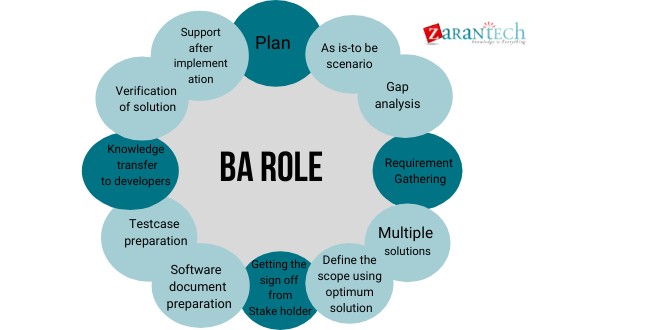 Plan
As is-to be
scenario
Gap
analysis
Requirement
Gathering
Multiple
solutions
Define the
scope using
optimum
solution
Getting the
sign off
from
Stake holder
Software
document
preparation
Testcase
preparation
Knowledge
transfer
to developers
Verification
of solution
Support
after
implement
ation
BA ROLE
ZaRaNTECH
Knowledge is Everything